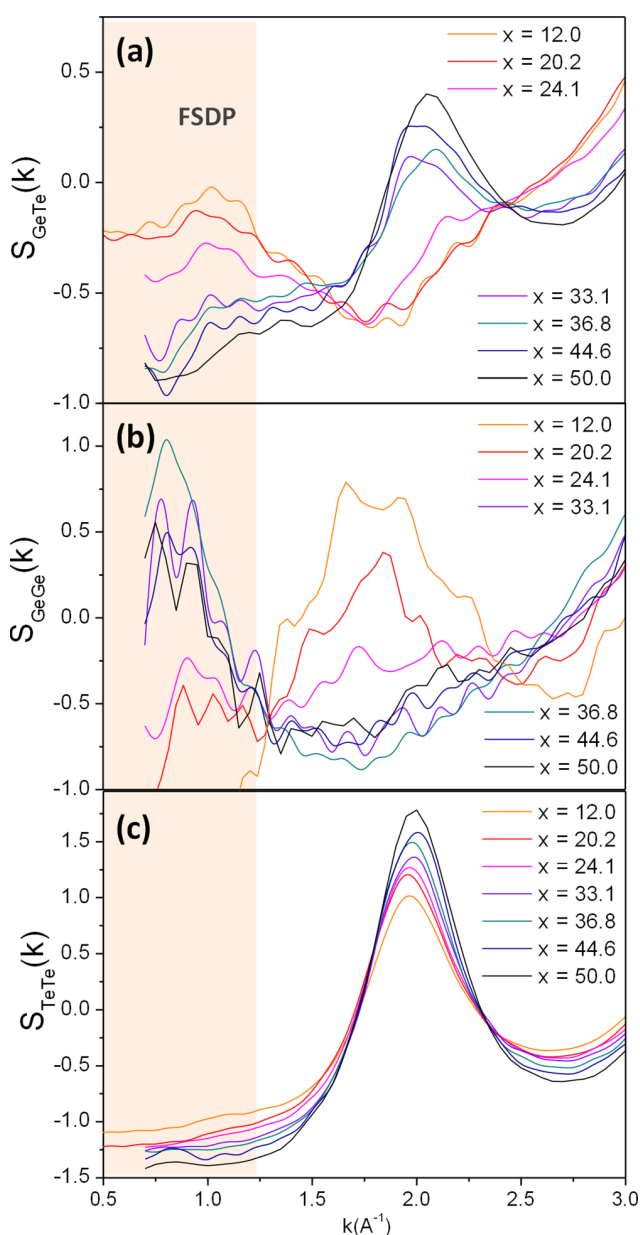 (a)
FSDP
x = 12.0
x = 20.2
x = 24.1
x = 33.1
x = 36.8
x = 44.6
x = 50.0
S_GeTe(k)
0.5
0.0
-0.5
-1.0
(b)
x = 12.0
x = 20.2
x = 24.1
x = 33.1
x = 36.8
x = 44.6
x = 50.0
S_GeGe(k)
1.0
0.5
0.0
-0.5
-1.0
(c)
x = 12.0
x = 20.2
x = 24.1
x = 33.1
x = 36.8
x = 44.6
x = 50.0
S_TeTe(k)
1.5
1.0
0.5
0.0
-0.5
-1.0
-1.5
0.5 1.0 1.5 2.0 2.5 3.0
k(A⁻¹)